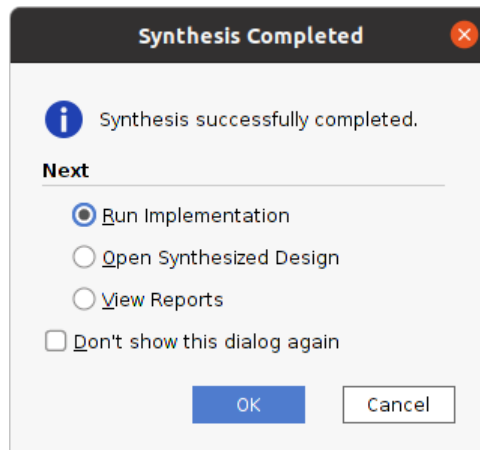 Synthesis Completed
Synthesis successfully completed.
Next
Run Implementation
Open Synthesized Design
View Reports
Don't show this dialog again
OK
Cancel